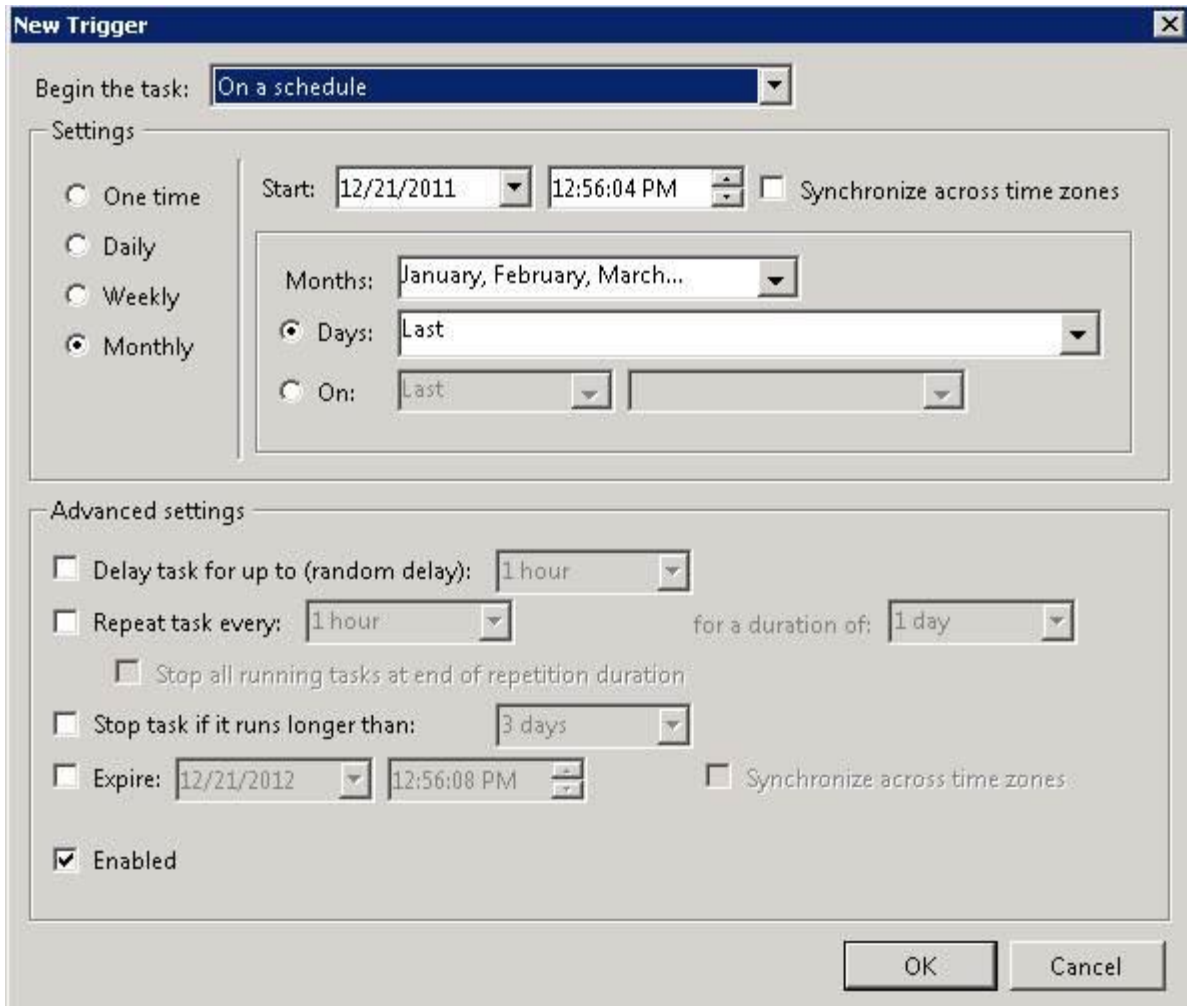 New Trigger
Begin the task: On a schedule
Settings
One time
Start: 12/21/2011 12:56:04 PM Synchronize across time zones
Daily
Months: January, February, March...
Weekly
Days: Last
Monthly
On: Last
Advanced settings
Delay task for up to (random delay): 1 hour
Repeat task every: 1 hour for a duration of: 1 day
Stop all running tasks at end of repetition duration
Stop task if it runs longer than: 3 days
Expire: 12/21/2012 12:56:08 PM Synchronize across time zones
Enabled
OK Cancel